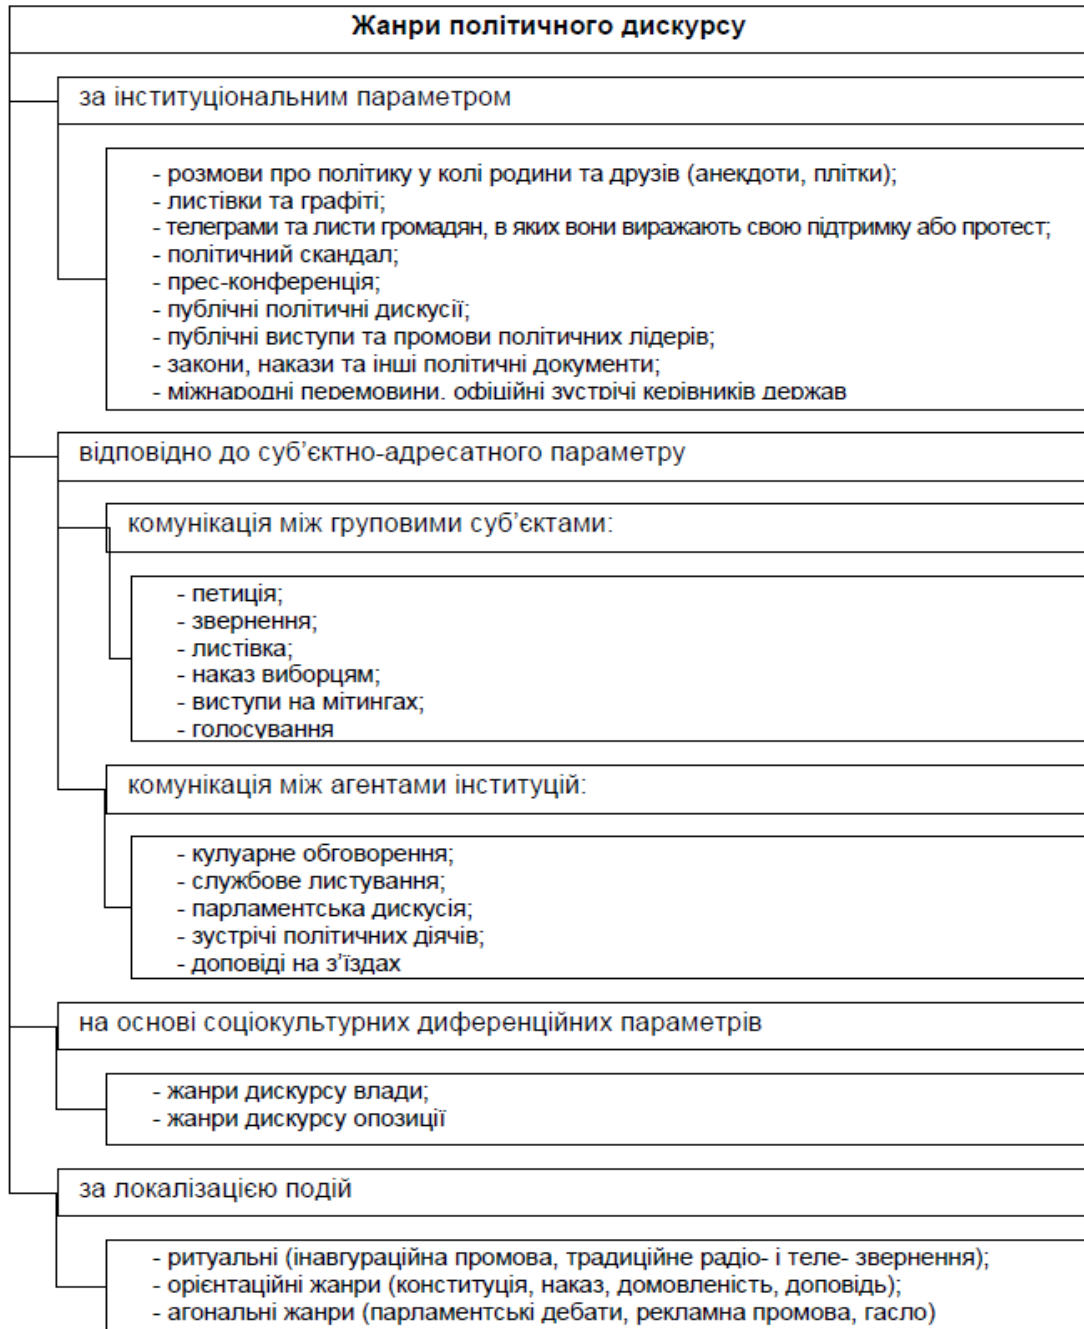 Жанри політичного дискурсу
за інституціональним параметром
- розмови про політику у колі родини та друзів (анекдоти, плітки);
- листівки та графіті;
- телеграми та листи громадян, в яких вони виражають свою підтримку або протест;
- політичний скандал;
- прес-конференція;
- публічні політичні дискусії;
- публічні виступи та промови політичних лідерів;
- закони, накази та інші політичні документи;
- міжнародні перемовини, офіційні зустрічі керівників держав
відповідно до суб’єктно-адресатного параметру
комунікація між груповими суб’єктами:
- петиція;
- звернення;
- листівка;
- наказ виборцям;
- виступи на мітингах;
- голосування
комунікація між агентами інституцій:
- кулуарне обговорення;
- службове листування;
- парламентська дискусія;
- зустрічі політичних діячів;
- доповіді на з’їздах
на основі соціокультурних диференційних параметрів
- жанри дискурсу влади;
- жанри дискурсу опозиції
за локалізацією подій
- ритуальні (інавгураційна промова, традиційне радіо- і теле- звернення);
- орієнтаційні жанри (конституція, наказ, домовленість, доповідь);
- агональні жанри (парламентські дебати, рекламна промова, гасло)